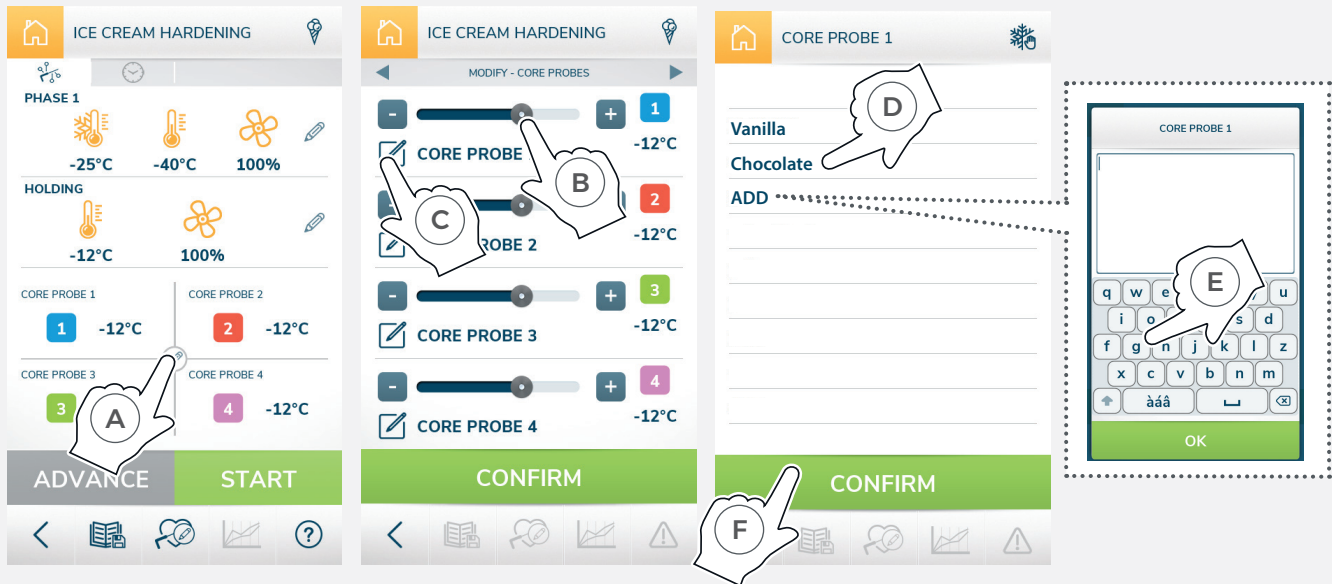 ICE CREAM HARDENING
PHASE 1
-25°C -40°C 100%
HOLDING
-12°C 100%
CORE PROBE 1 CORE PROBE 2
1 -12°C 2 -12°C
CORE PROBE 3 CORE PROBE 4
3 4 -12°C
A
ADVANCE START
?
ICE CREAM HARDENING
MODIFY - CORE PROBES
- + 1
CORE PROBE -12°C
B
C
2
ROBE 2 -12°C
- + 3
CORE PROBE 3 -12°C
- + 4
CORE PROBE 4 -12°C
CONFIRM
CORE PROBE 1
D
Vanilla
Chocolate
ADD
CONFIRM
F
CORE PROBE 1
E
q w e u
i o s d
f g n j k l z
x c v b n m
àáâ
OK